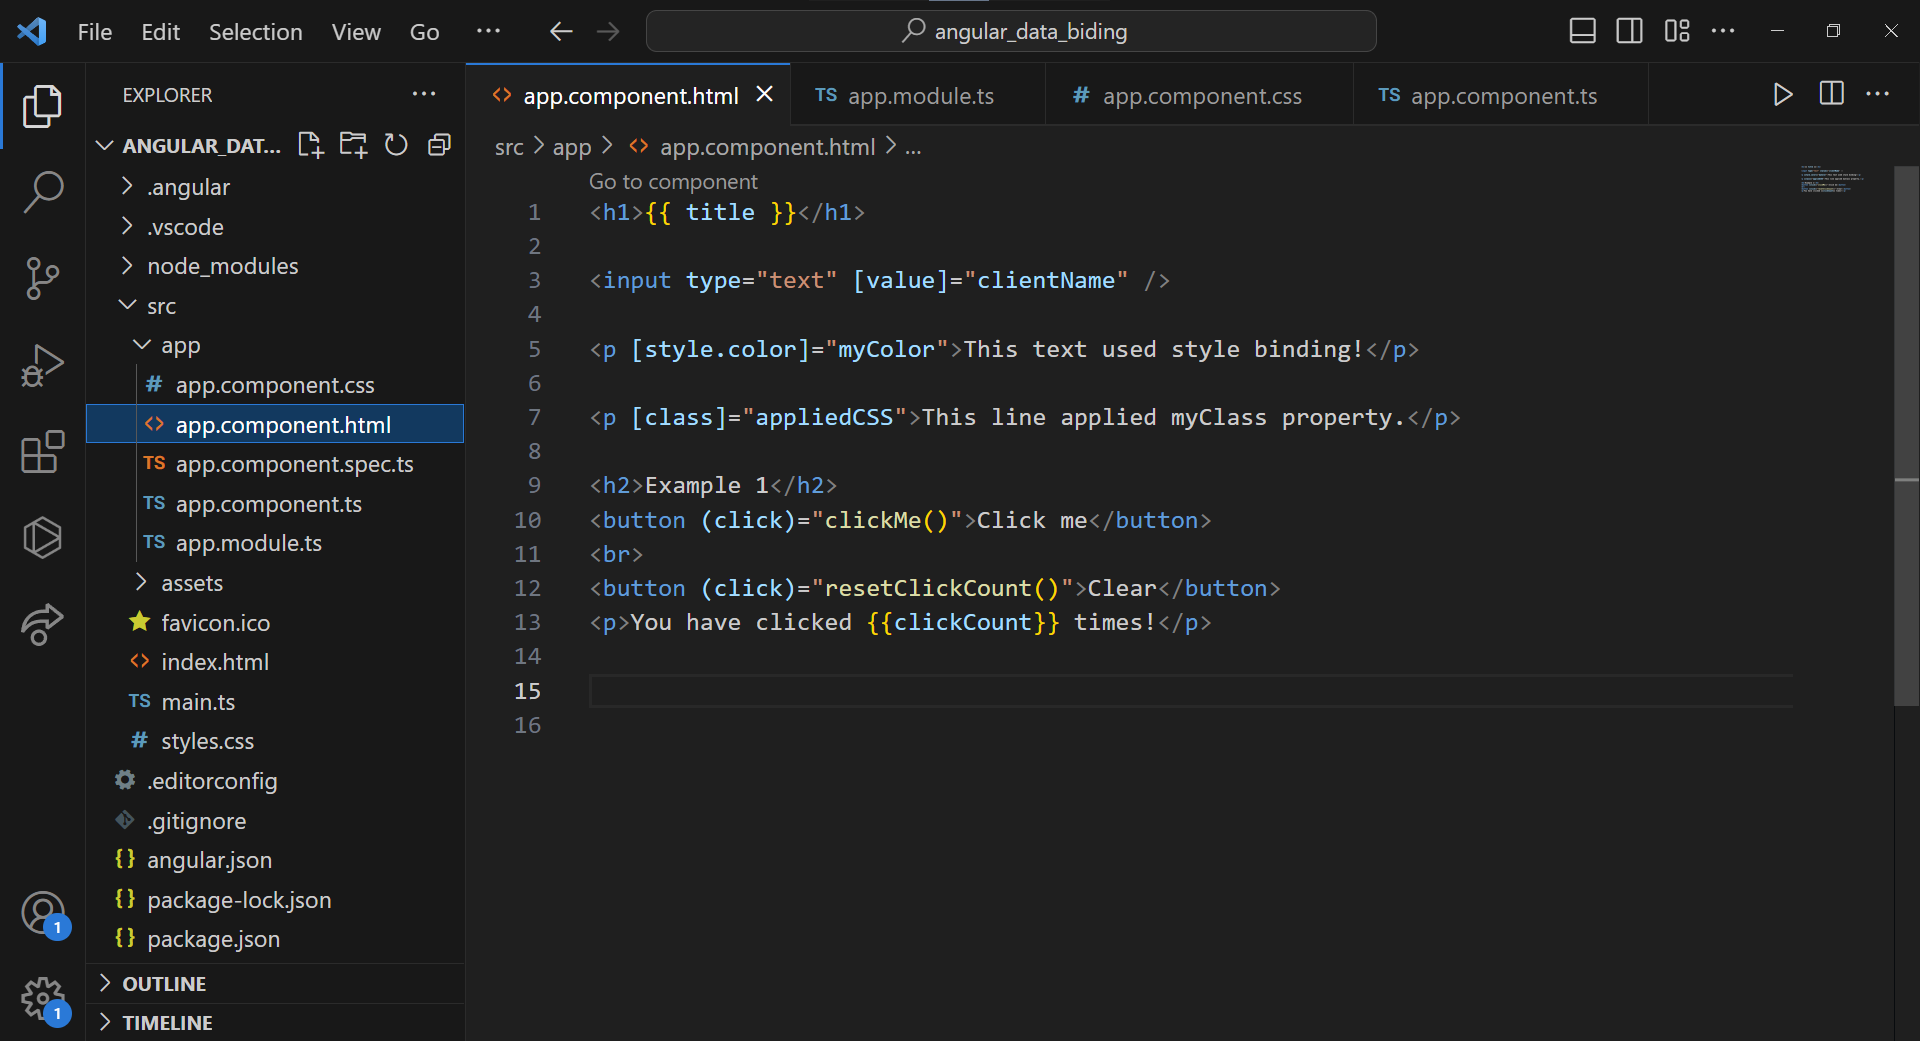 File Edit Selection View Go ··· angular_data_biding
EXPLORER
ANGULAR_DAT...
.angular
.vscode
node_modules
src
app
# app.component.css
<> app.component.html
TS app.component.spec.ts
TS app.component.ts
TS app.module.ts
assets
favicon.ico
<> index.html
TS main.ts
# styles.css
.editorconfig
.gitignore
{} angular.json
{} package-lock.json
{} package.json
OUTLINE
TIMELINE
1
1
<> app.component.html TS app.module.ts # app.component.css TS app.component.ts
src > app > <> app.component.html > ...
Go to component
1 <h1>{{ title }}</h1>
2
3 <input type="text" [value]="clientName" />
4
5 <p [style.color]="myColor">This text used style binding!</p>
6
7 <p [class]="appliedCSS">This line applied myClass property.</p>
8
9 <h2>Example 1</h2>
10 <button (click)="clickMe()">Click me</button>
11 <br>
12 <button (click)="resetClickCount()">Clear</button>
13 <p>You have clicked {{clickCount}} times!</p>
14
15
16